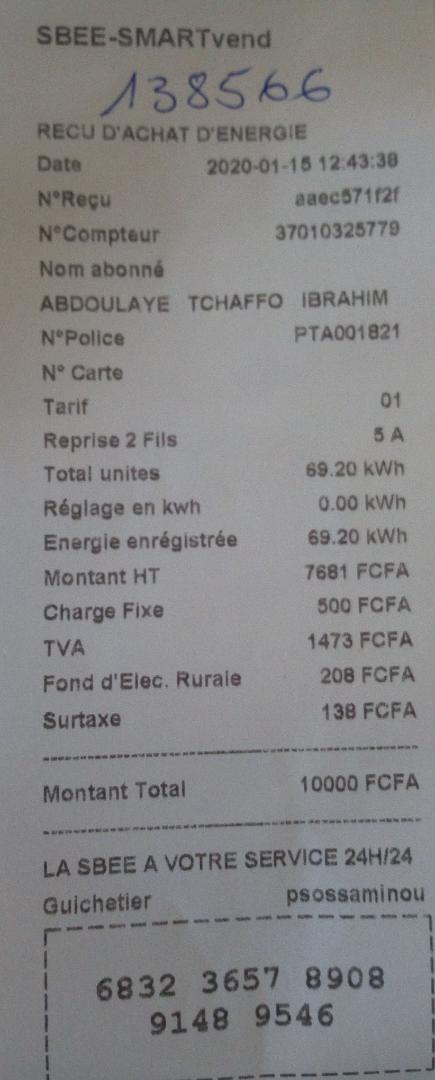 SBEE-SMARTvend
138566
RECU D'ACHAT D'ENERGIE
Date 2020-01-15 12:43:38
N°Reçu aaec571f2f
N°Compteur 37010325779
Nom abonné
ABDOULAYE TCHAFFO IBRAHIM
N°Police PTA001821
N° Carte
Tarif 01
Reprise 2 Fils 5 A
Total unites 69.20 kWh
Réglage en kwh 0.00 kWh
Energie enrégistrée 69.20 kWh
Montant HT 7681 FCFA
Charge Fixe 500 FCFA
TVA 1473 FCFA
Fond d'Elec. Rurale 208 FCFA
Surtaxe 138 FCFA
Montant Total 10000 FCFA
LA SBEE A VOTRE SERVICE 24H/24
Guichetier psossaminou
6832 3657 8908
9148 9546